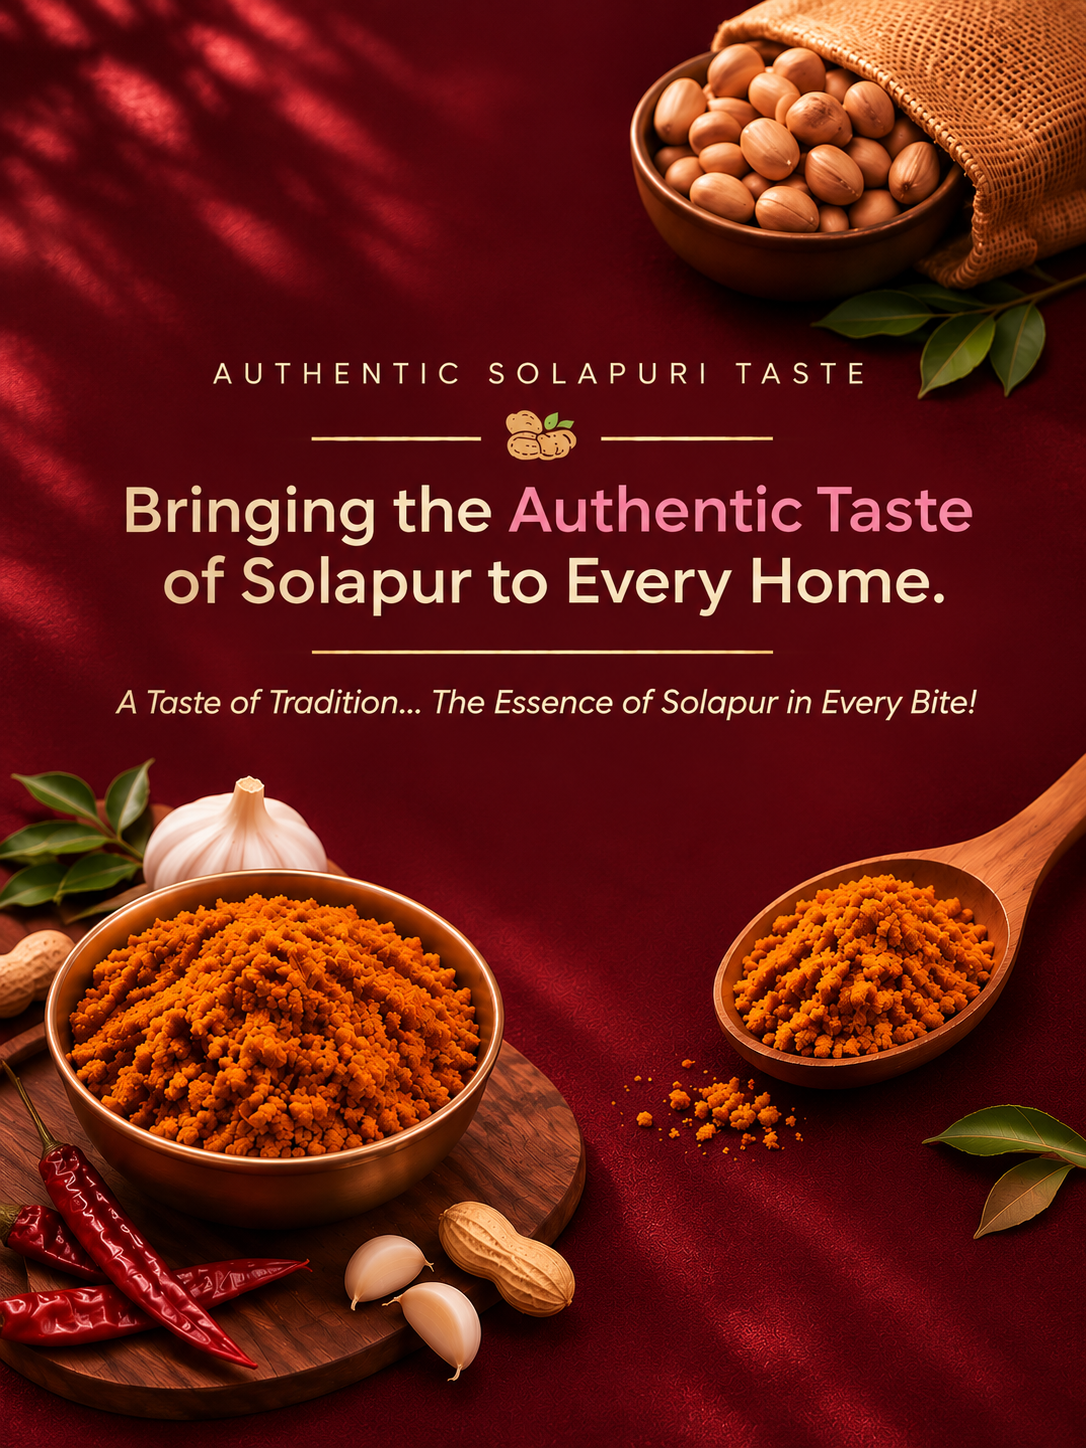 AUTHENTIC SOLAPURI TASTE
Bringing the Authentic Taste
of Solapur to Every Home.
A Taste of Tradition... The Essence of Solapur in Every Bite!